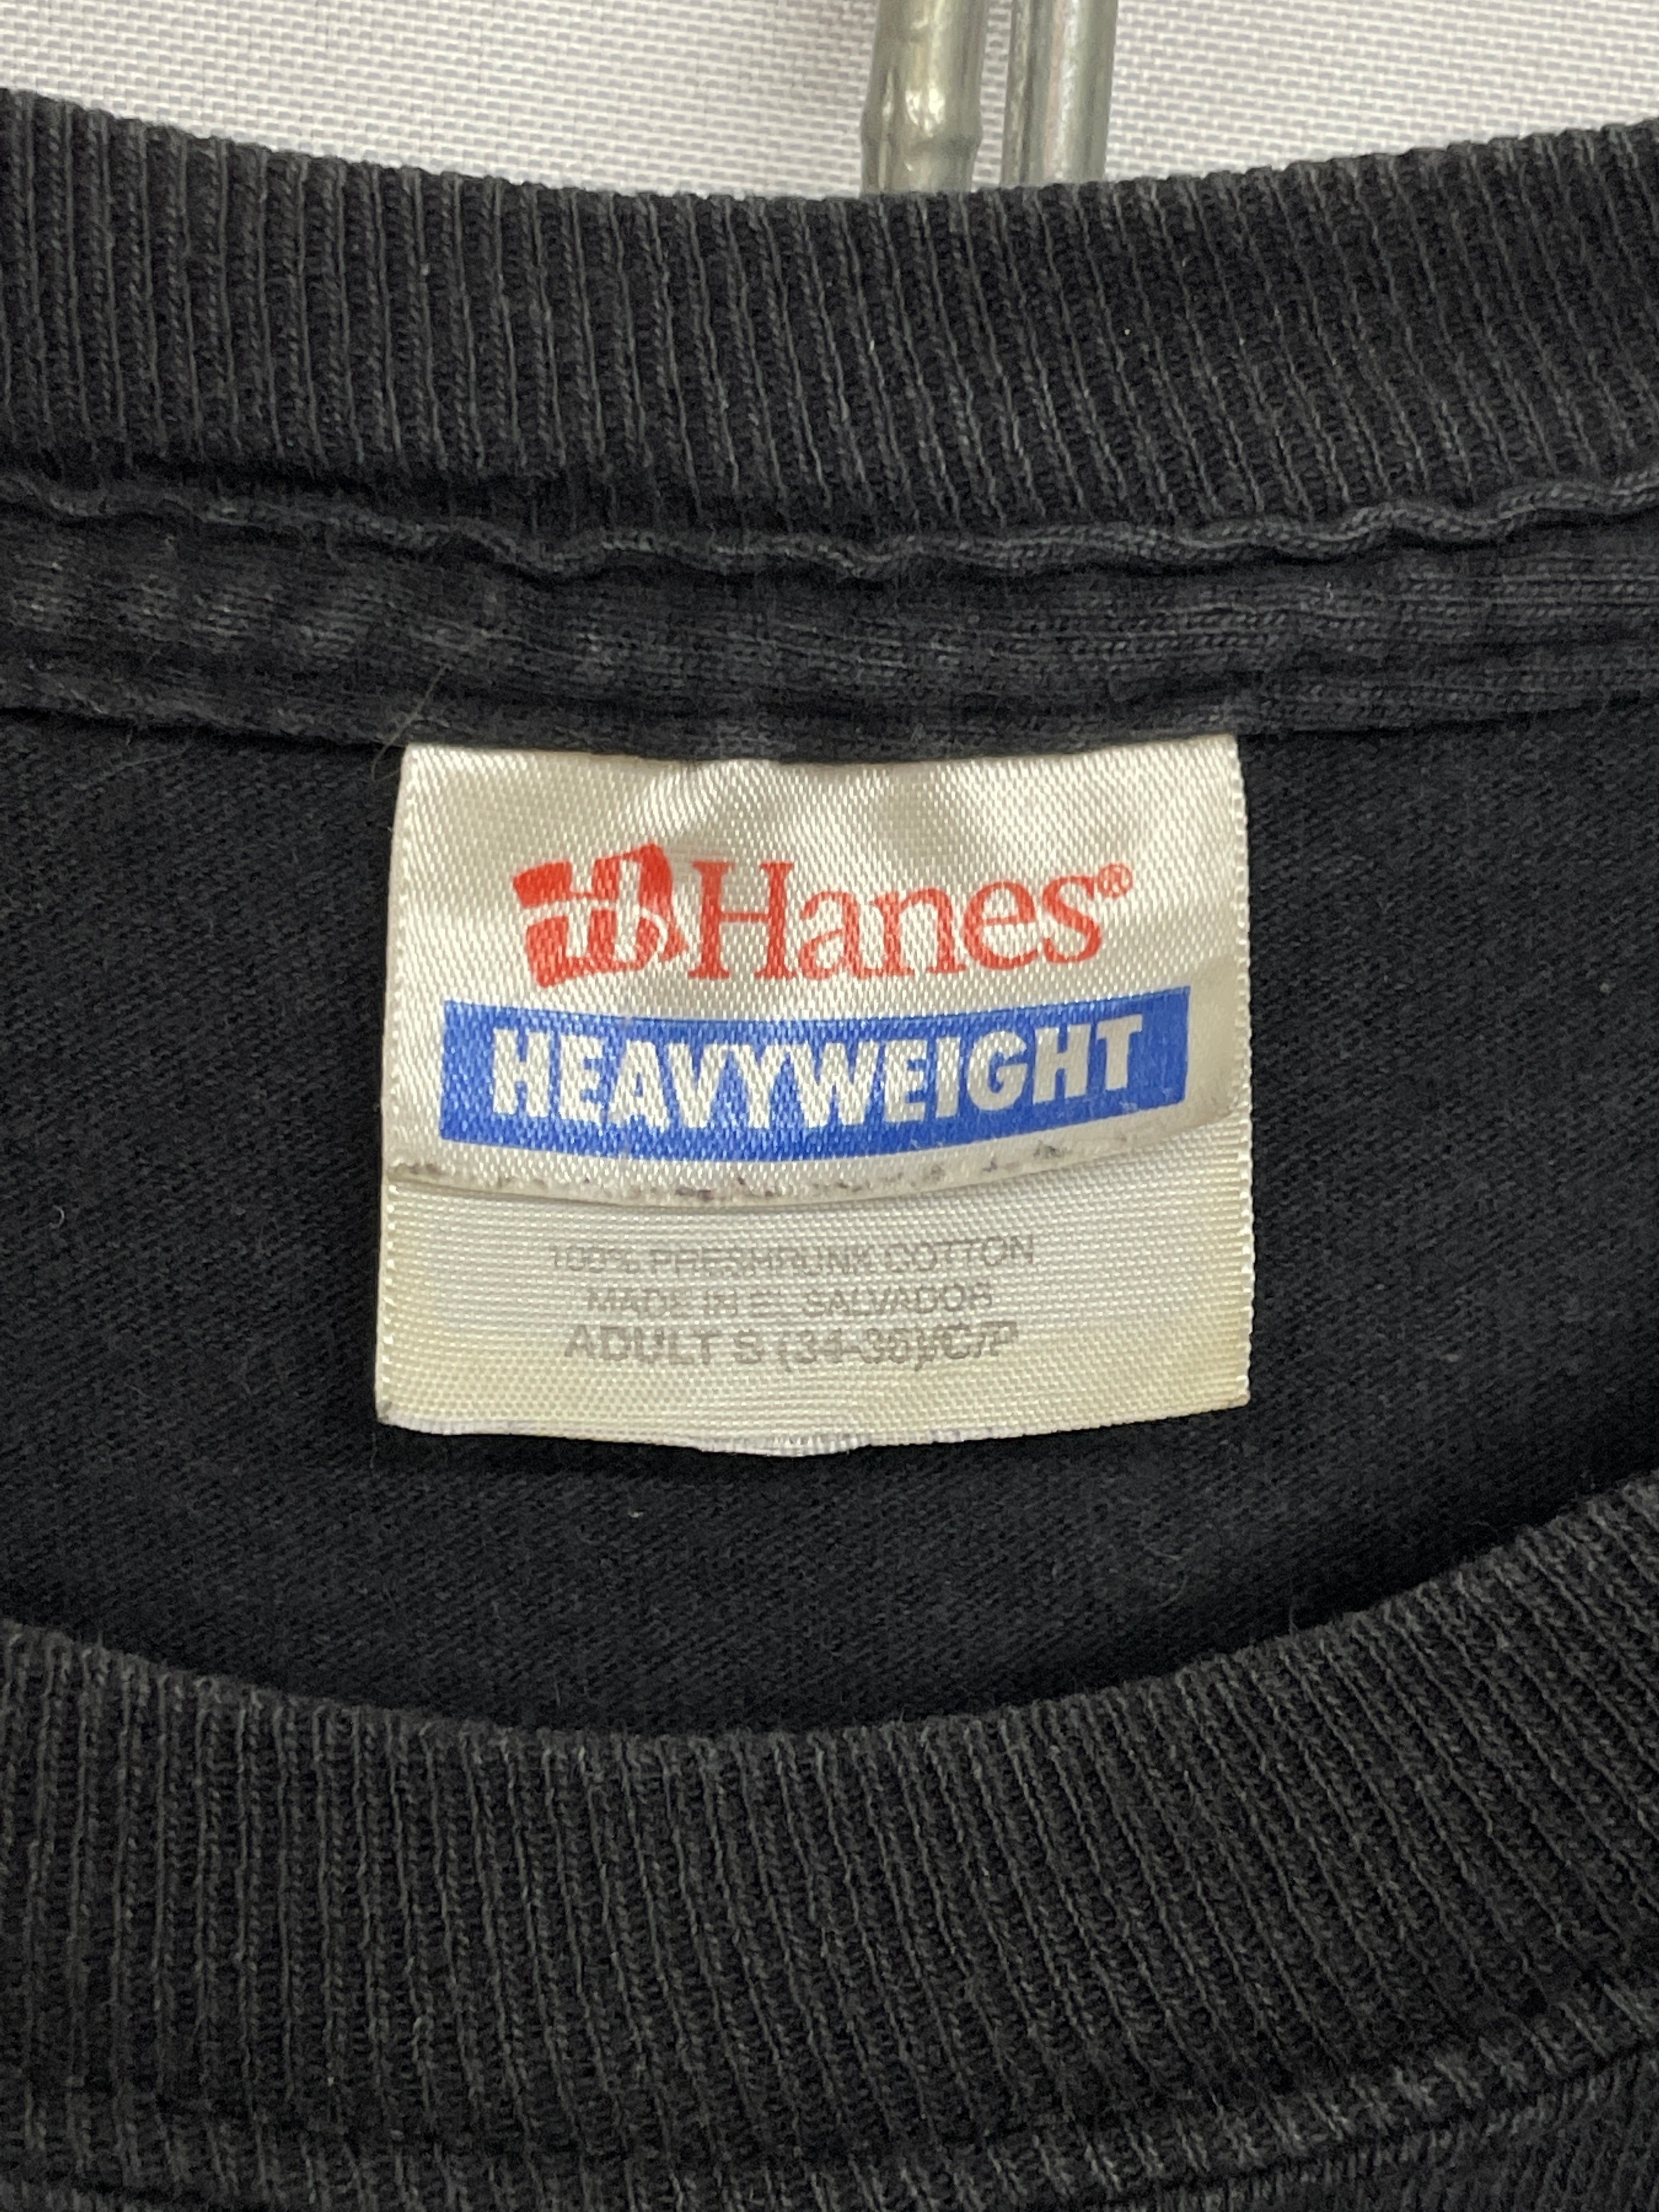 Hanes®
HEAVYWEIGHT
100% PRESHRUNK COTTON
MADE IN EL SALVADOR
ADULT S (34-36)/C/P